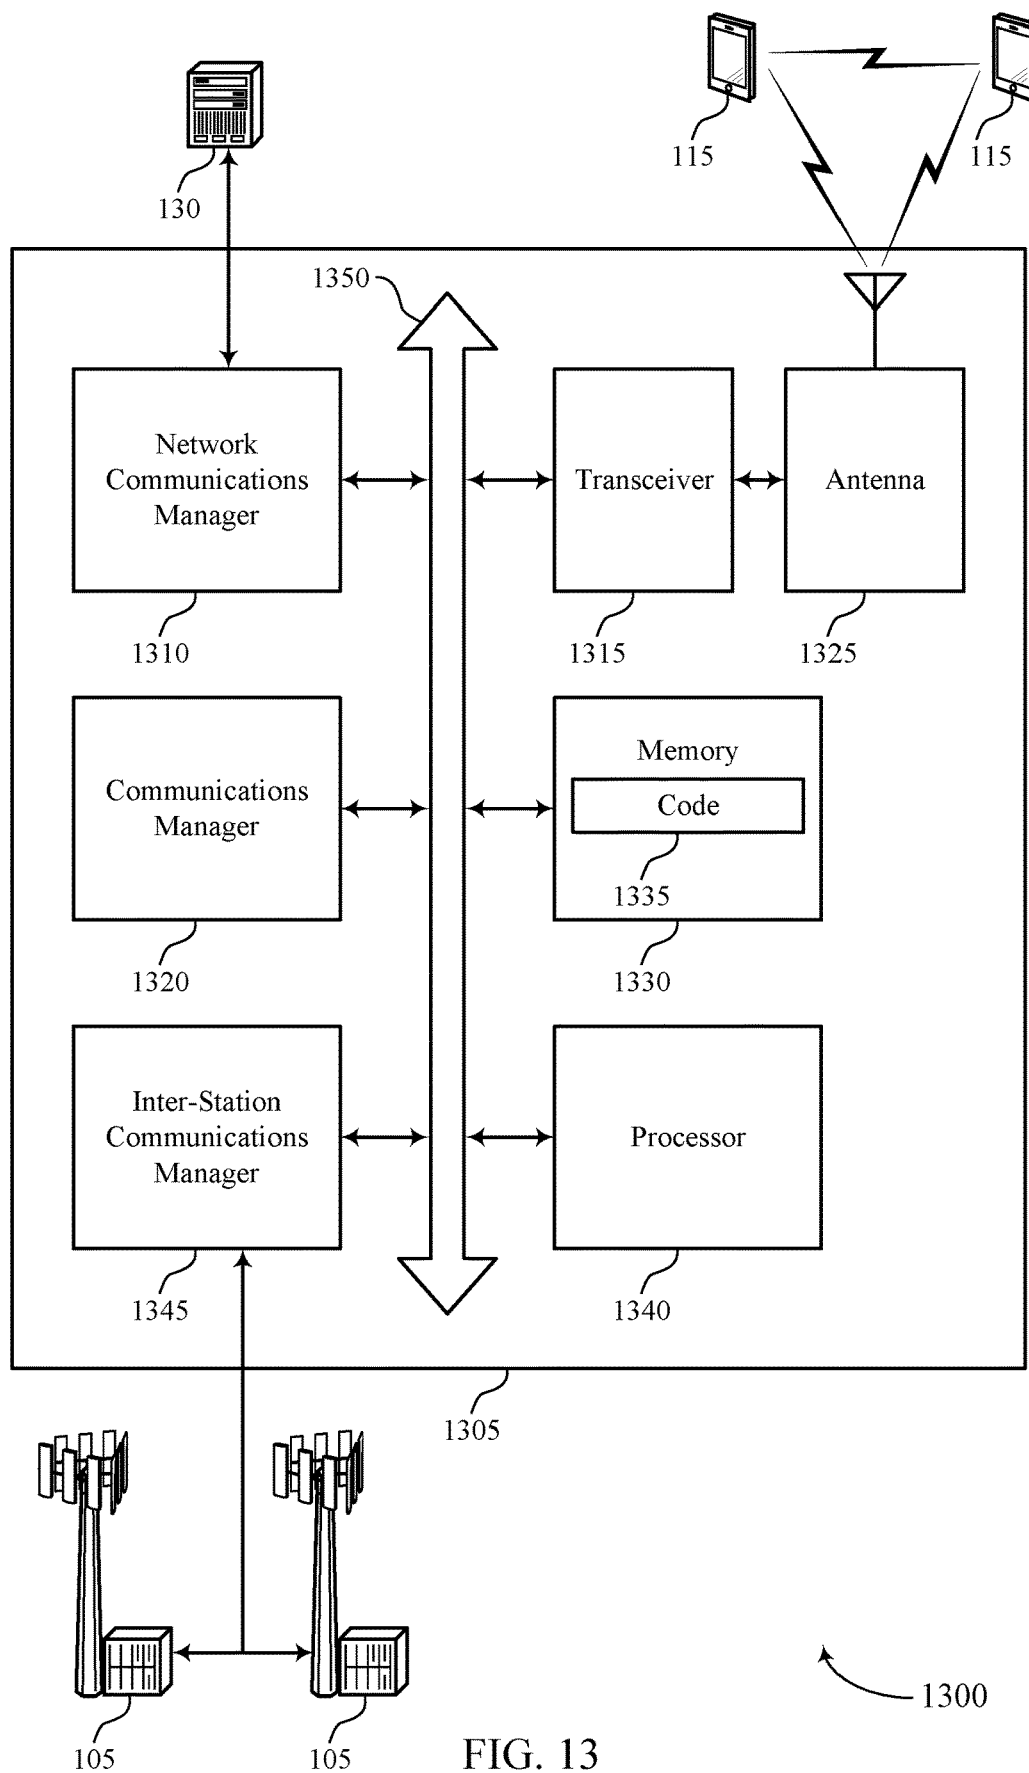 115
115
130
1350
Network
Communications
Manager
Transceiver
Antenna
1310
1315
1325
Communications
Manager
Memory
Code
1335
1320
1330
Inter-Station
Communications
Manager
Processor
1345
1340
1305
105
105
1300
FIG. 13